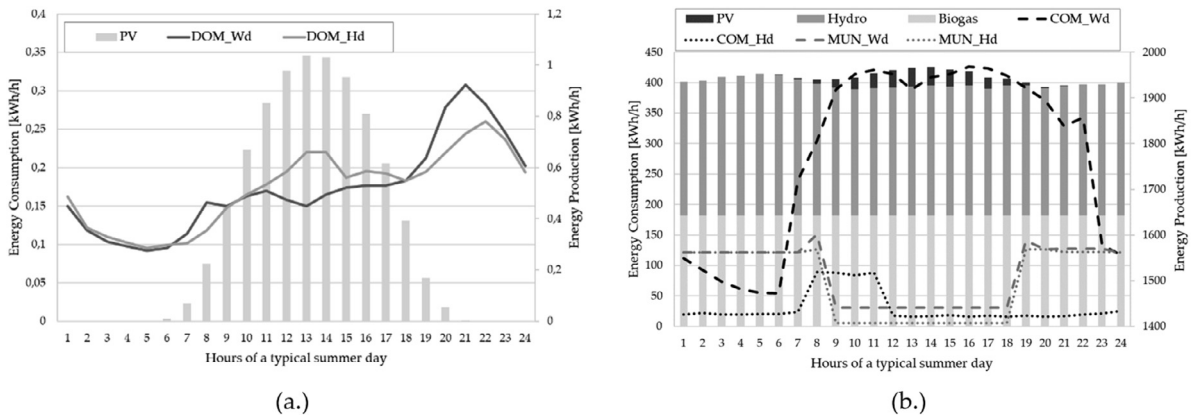 PV DOM_Wd DOM_Hd
Energy Consumption [kWh/h]
0,4
0,35
0,3
0,25
0,2
0,15
0,1
0,05
0
1,2
1
0,8
0,6
0,4
0,2
0
Energy Production [kWh/h]
1 2 3 4 5 6 7 8 9 10 11 12 13 14 15 16 17 18 19 20 21 22 23 24
Hours of a typical summer day
(a.)
PV Hydro Biogas COM_Wd
COM_Hd MUN_Wd MUN_Hd
Energy Consumption [kWh/h]
450
400
350
300
250
200
150
100
50
0
2000
1900
1800
1700
1600
1500
1400
Energy Production [kWh/h]
1 2 3 4 5 6 7 8 9 10 11 12 13 14 15 16 17 18 19 20 21 22 23 24
Hours of a typical summer day
(b.)